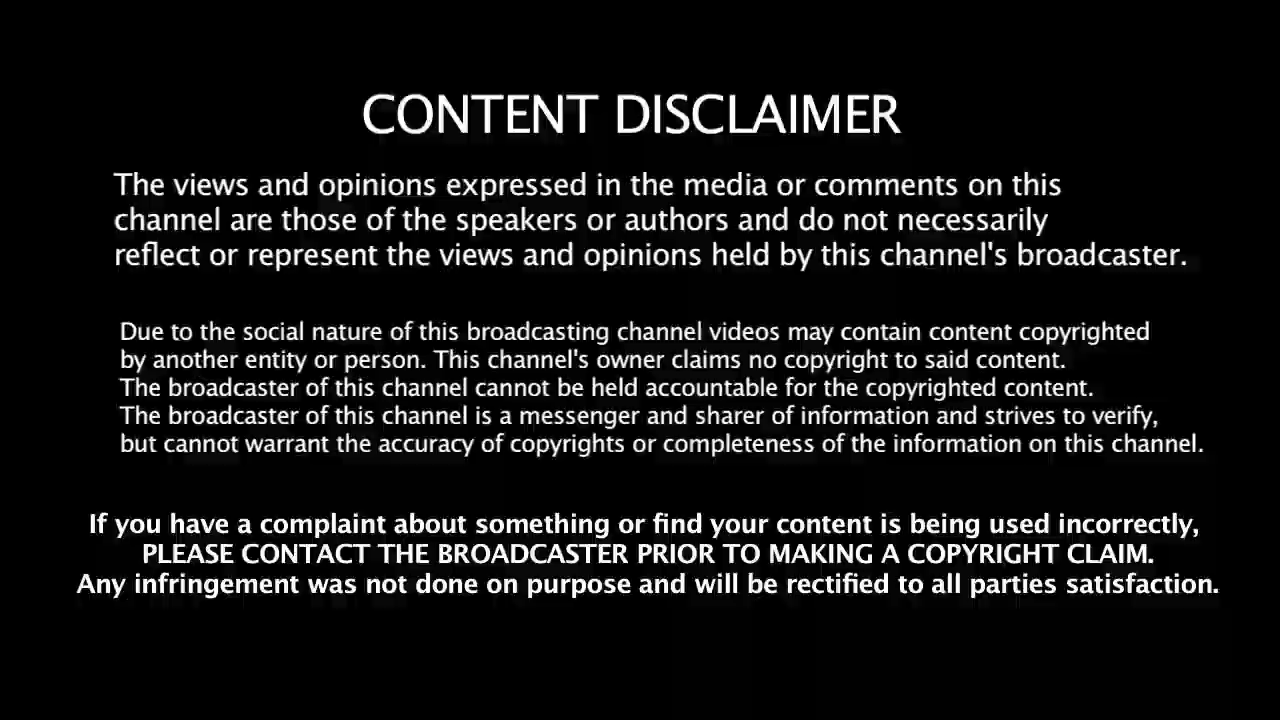 CONTENT DISCLAIMER
The views and opinions expressed in the media or comments on this
channel are those of the speakers or authors and do not necessarily
reflect or represent the views and opinions held by this channel's broadcaster.
Due to the social nature of this broadcasting channel videos may contain content copyrighted
by another entity or person. This channel's owner claims no copyright to said content.
The broadcaster of this channel cannot be held accountable for the copyrighted content.
The broadcaster of this channel is a messenger and sharer of information and strives to verify,
but cannot warrant the accuracy of copyrights or completeness of the information on this channel.
If you have a complaint about something or find your content is being used incorrectly,
PLEASE CONTACT THE BROADCASTER PRIOR TO MAKING A COPYRIGHT CLAIM.
Any infringement was not done on purpose and will be rectified to all parties satisfaction.